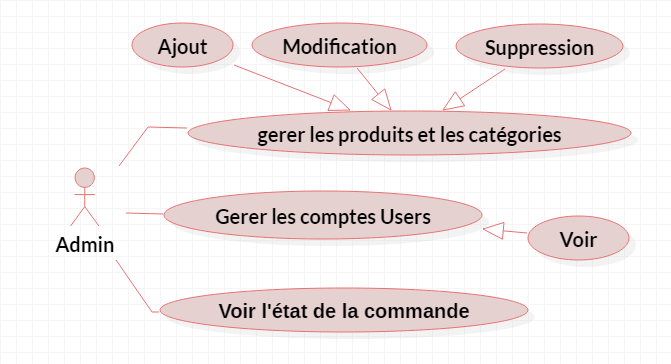 Ajout
Modification
Suppression
gerer les produits et les catégories
Gerer les comptes Users
Voir
Admin
Voir l'état de la commande